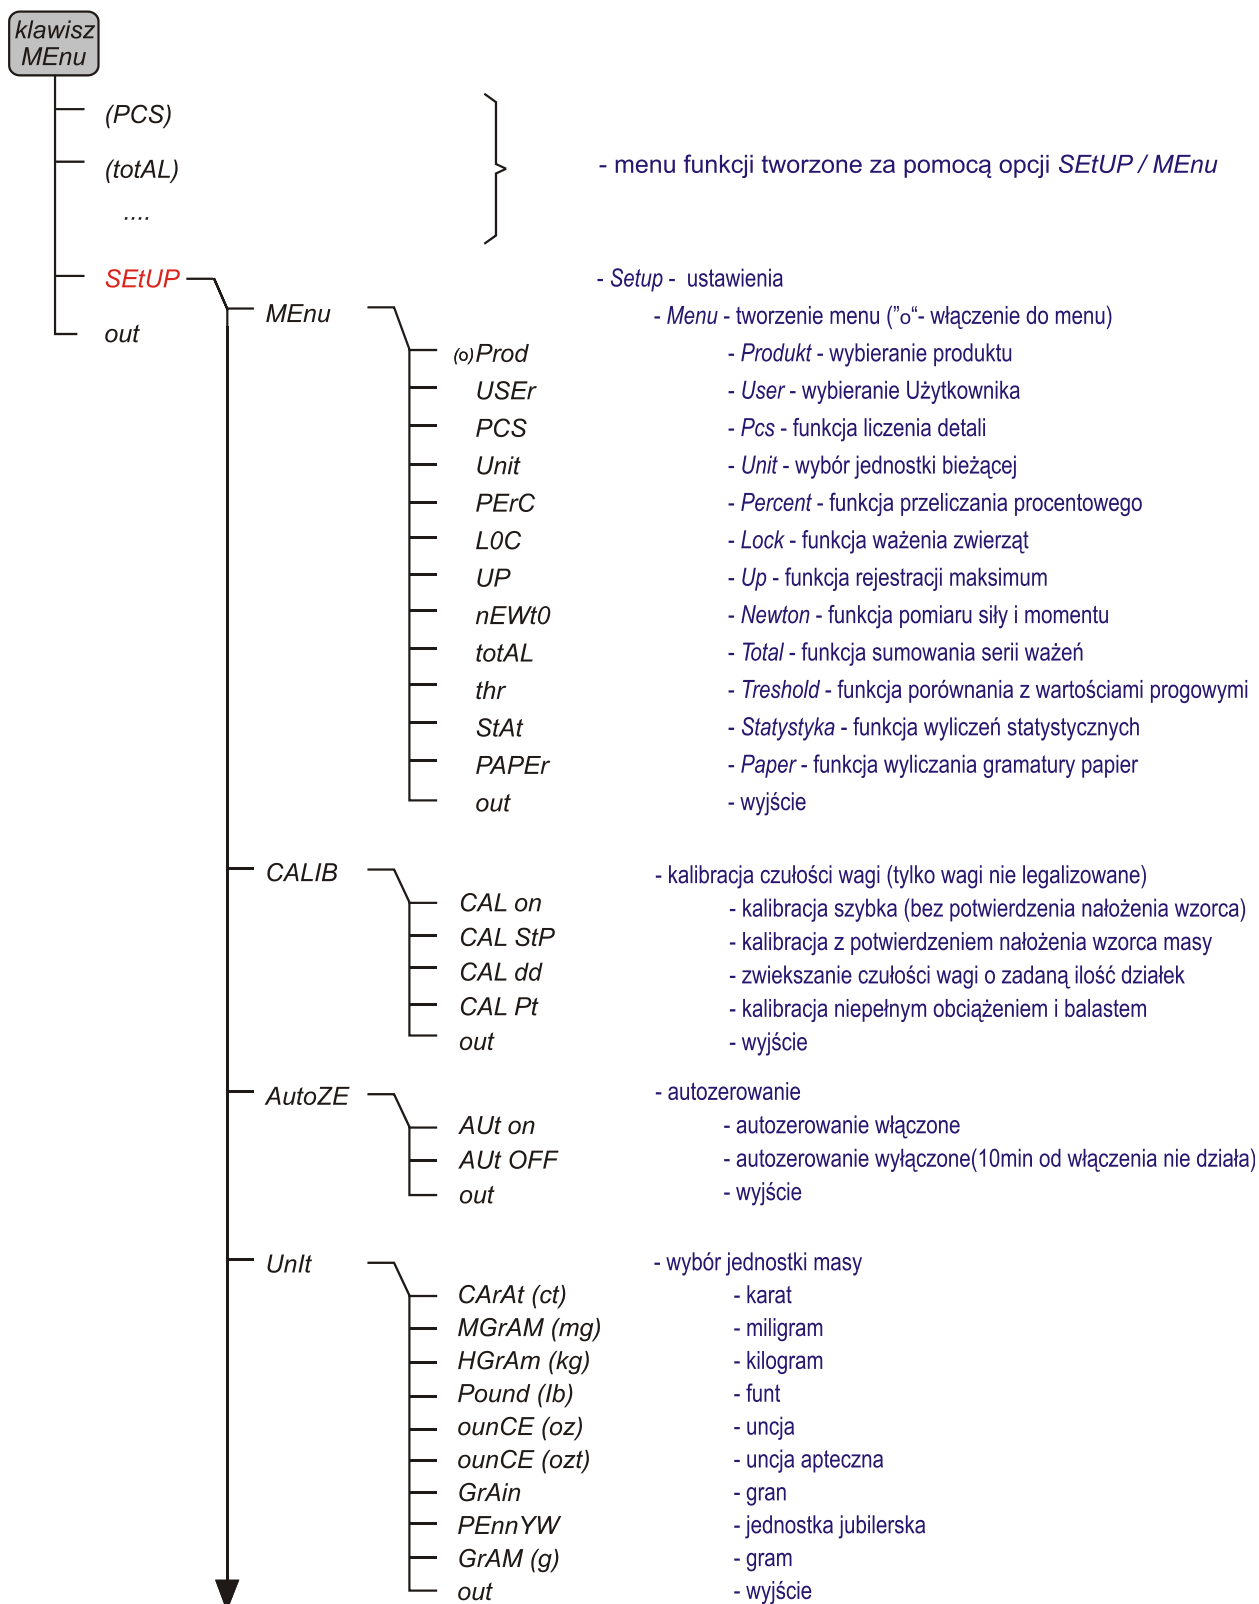 klawisz
MEnu
(PCS)
(totAL)
....
- menu funkcji tworzone za pomocą opcji SEtUP / MEnu
SEtUP - Setup - ustawienia
out
MEnu - Menu - tworzenie menu ("o"- włączenie do menu)
(o) Prod - Produkt - wybieranie produktu
USEr - User - wybieranie Użytkownika
PCS - Pcs - funkcja liczenia detali
Unit - Unit - wybór jednostki bieżącej
PErC - Percent - funkcja przeliczania procentowego
L0C - Lock - funkcja ważenia zwierząt
UP - Up - funkcja rejestracji maksimum
nEWt0 - Newton - funkcja pomiaru siły i momentu
totAL - Total - funkcja sumowania serii ważeń
thr - Treshold - funkcja porównania z wartościami progowymi
StAt - Statystyka - funkcja wyliczeń statystycznych
PAPEr - Paper - funkcja wyliczania gramatury papier
out - wyjście
CALIB - kalibracja czułości wagi (tylko wagi nie legalizowane)
CAL on - kalibracja szybka (bez potwierdzenia nałożenia wzorca)
CAL StP - kalibracja z potwierdzeniem nałożenia wzorca masy
CAL dd - zwiekszanie czułości wagi o zadaną ilość działek
CAL Pt - kalibracja niepełnym obciążeniem i balastem
out - wyjście
AutoZE - autozerowanie
AUt on - autozerowanie włączone
AUt OFF - autozerowanie wyłączone(10min od włączenia nie działa)
out - wyjście
UnIt - wybór jednostki masy
CArAt (ct) - karat
MGrAM (mg) - miligram
HGrAm (kg) - kilogram
Pound (lb) - funt
ounCE (oz) - uncja
ounCE (ozt) - uncja apteczna
GrAin - gran
PEnnYW - jednostka jubilerska
GrAM (g) - gram
out - wyjście